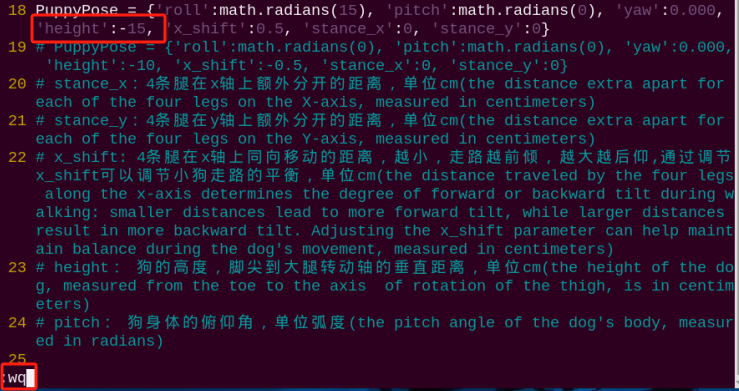 18 PuppyPose = {'roll':math.radians(15), 'pitch':math.radians(0), 'yaw':0.000,
'height':-15, 'x_shift':0.5, 'stance_x':0, 'stance_y':0}
19 # PuppyPose = {'roll':math.radians(0), 'pitch':math.radians(0), 'yaw':0.000,
'height':-10, 'x_shift':-0.5, 'stance_x':0, 'stance_y':0}
20 # stance_x：4条腿在x轴上额外分开的距离，单位cm(the distance extra apart for
each of the four legs on the X-axis, measured in centimeters)
21 # stance_y：4条腿在y轴上额外分开的距离，单位cm(the distance extra apart for
each of the four legs on the Y-axis, measured in centimeters)
22 # x_shift: 4条腿在x轴上同向移动的距离，越小，走路越前倾，越大越后仰,通过调节
x_shift可以调节小狗走路的平衡，单位cm(the distance traveled by the four legs
along the x-axis determines the degree of forward or backward tilt during w
alking: smaller distances lead to more forward tilt, while larger distances
result in more backward tilt. Adjusting the x_shift parameter can help maint
ain balance during the dog's movement, measured in centimeters)
23 # height： 狗的高度，脚尖到大腿转动轴的垂直距离，单位cm(the height of the do
g, measured from the toe to the axis  of rotation of the thigh, is in centim
eters)
24 # pitch： 狗身体的俯仰角，单位弧度(the pitch angle of the dog's body, measur
ed in radians)
25
:wq